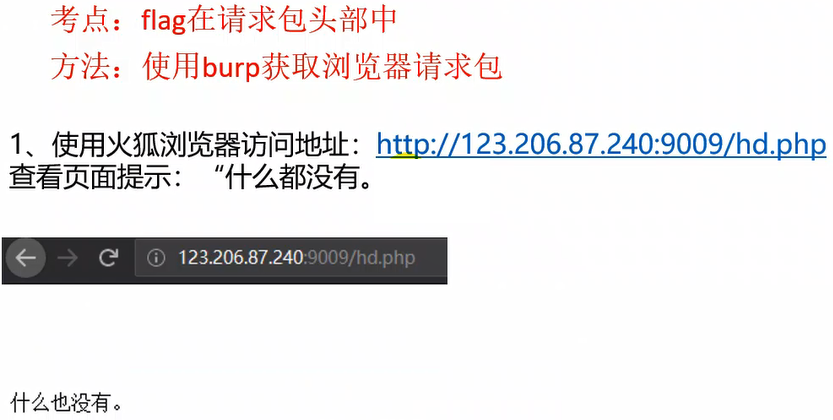 考点：flag在请求包头部中
方法：使用burp获取浏览器请求包
1、使用火狐浏览器访问地址：http://123.206.87.240:9009/hd.php
查看页面提示：“什么都没有。
123.206.87.240:9009/hd.php
什么也没有。